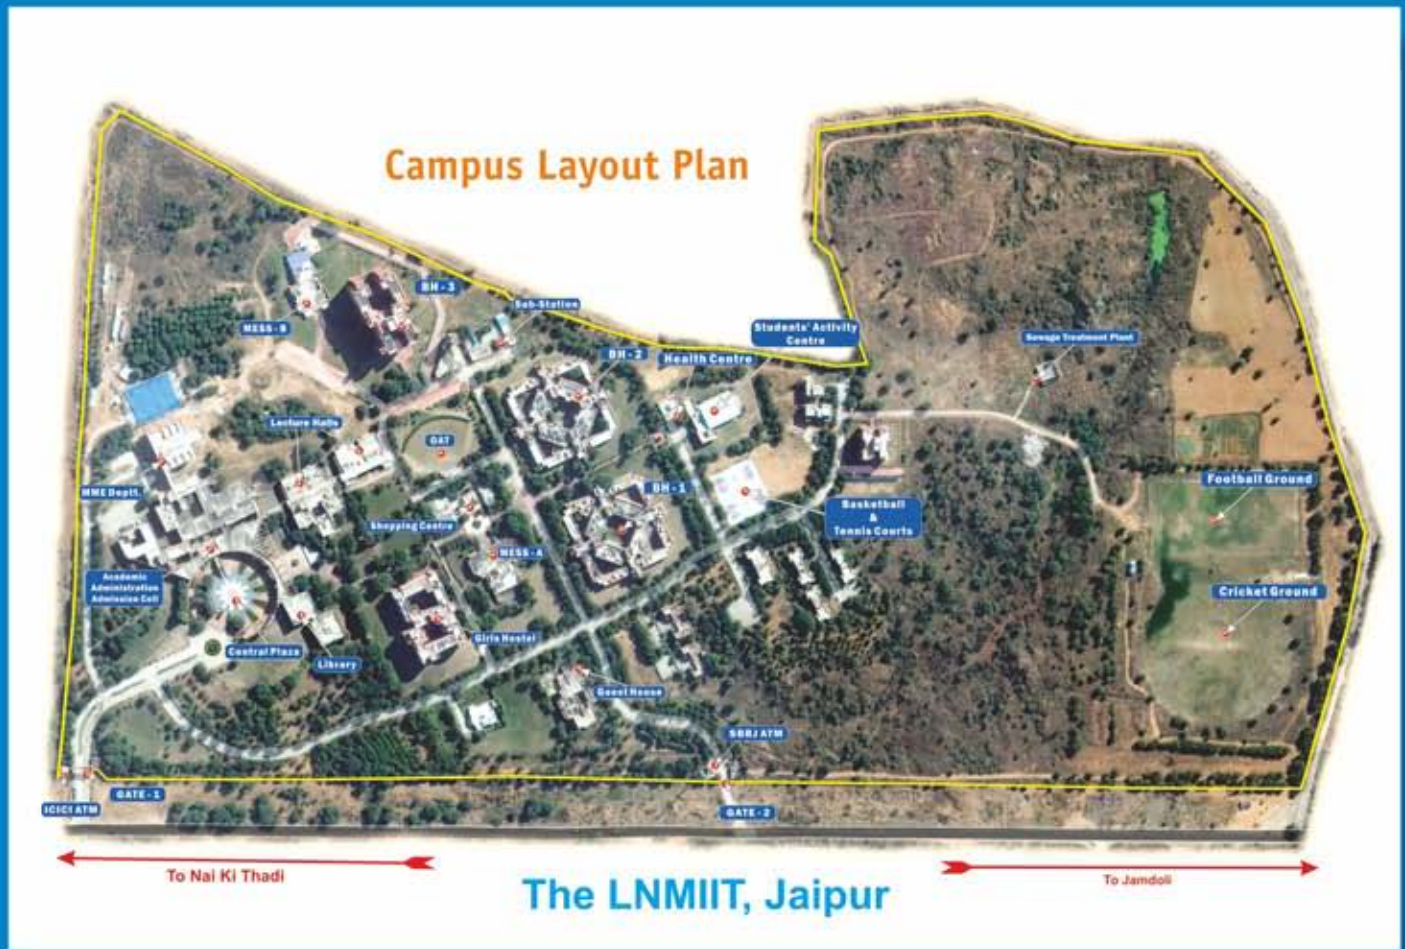 Campus Layout Plan
BH - 3
Sub-Station
MESS - B
Students' Activity
Centre
BH - 2
Health Centre
Sewage Treatment Plant
Lecture Halls
OAT
MME Deptt.
BH - 1
Football Ground
Shopping Centre
Basketball
&
Tennis Courts
MESS - A
Academic
Administration
Admission Cell
Cricket Ground
Girls Hostel
Central Plaza
Library
Guest House
SBBJ ATM
GATE - 1
ICICI ATM
GATE - 2
To Nai Ki Thadi
To Jamdoli
The LNMIIT, Jaipur